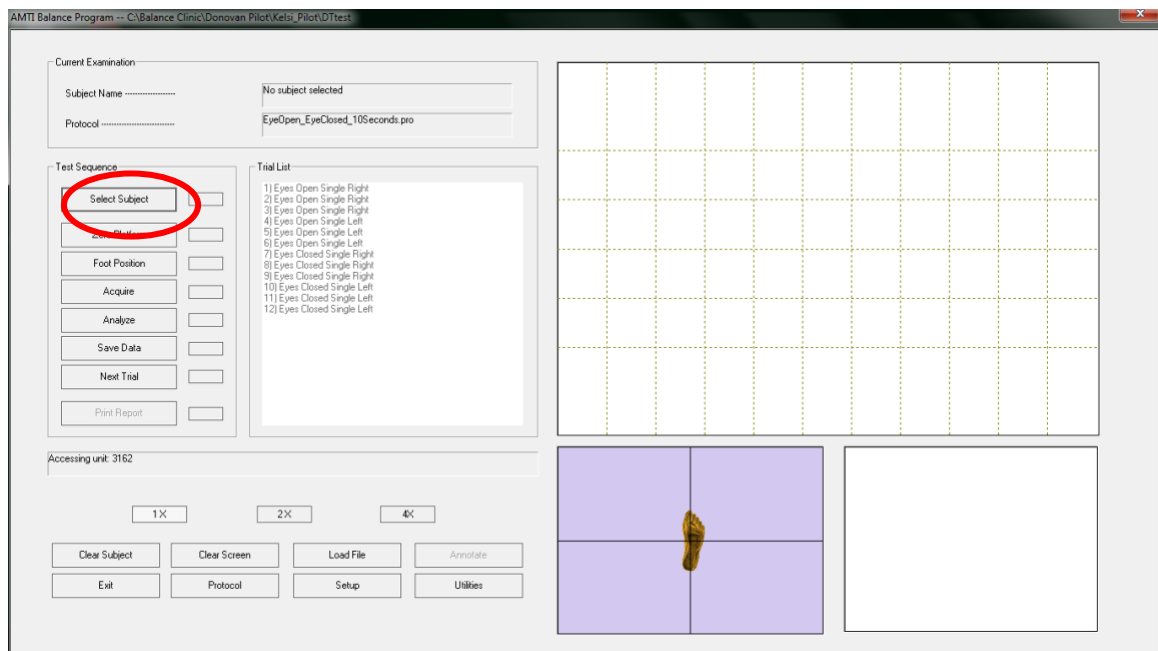 AMTI Balance Program -- C:\Balance Clinic\Donovan Pilot\Kelsi_Pilot\DTtest
Current Examination
Subject Name --------------------
No subject selected
Protocol -----------------------------
EyeOpen_EyeClosed_10Seconds.pro
Test Sequence
Select Subject
Zero Platform
Foot Position
Acquire
Analyze
Save Data
Next Trial
Print Report
Trial List
1) Eyes Open Single Right
2) Eyes Open Single Right
3) Eyes Open Single Right
4) Eyes Open Single Left
5) Eyes Open Single Left
6) Eyes Open Single Left
7) Eyes Closed Single Right
8) Eyes Closed Single Right
9) Eyes Closed Single Right
10) Eyes Closed Single Left
11) Eyes Closed Single Left
12) Eyes Closed Single Left
Accessing unit: 3162
1X 2X 4X
Clear Subject Clear Screen Load File Annotate
Exit Protocol Setup Utilities